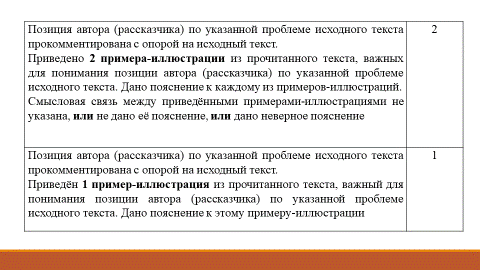 Позиция автора (рассказчика) по указанной проблеме исходного текста 2
прокомментирована с опорой на исходный текст.
Приведено 2 примера-иллюстрации из прочитанного текста, важных
для понимания позиции автора (рассказчика) по указанной проблеме
исходного текста. Дано пояснение к каждому из примеров-иллюстраций.
Смысловая связь между приведёнными примерами-иллюстрациями не
указана, или не дано её пояснение, или дано неверное пояснение
Позиция автора (рассказчика) по указанной проблеме исходного текста 1
прокомментирована с опорой на исходный текст.
Приведён 1 пример-иллюстрация из прочитанного текста, важный для
понимания позиции автора (рассказчика) по указанной проблеме
исходного текста. Дано пояснение к этому примеру-иллюстрации